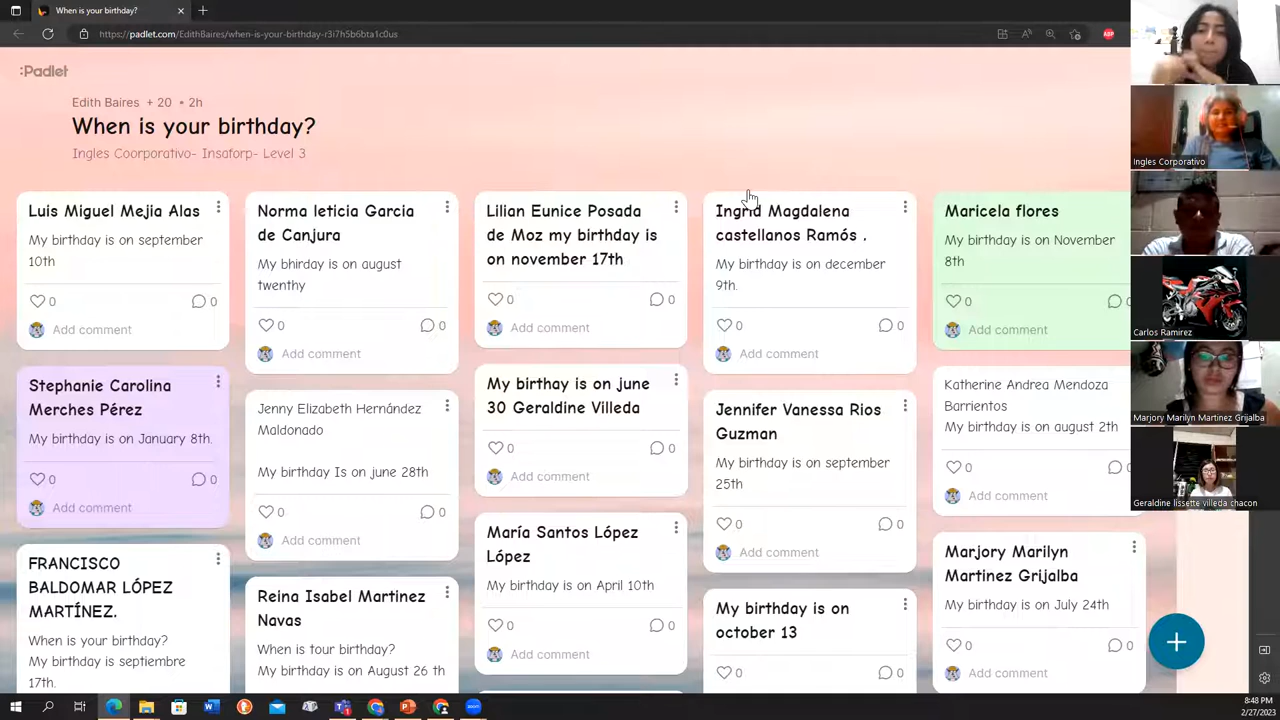 When is your birthday?
https://padlet.com/EdithBaires/when-is-your-birthday-r3i7h5b6bta1c0us
:Padlet
Edith Baires + 20 • 2h
When is your birthday?
Ingles Coorporativo- Insaforp- Level 3
Luis Miguel Mejia Alas
My birthday is on september
10th
0
0
Add comment
Stephanie Carolina
Merches Pérez
My birthday is on January 8th.
0
0
Add comment
FRANCISCO
BALDOMAR LÓPEZ
MARTÍNEZ.
When is your birthday?
My birthday is septiembre
17th.
Norma leticia Garcia
de Canjura
My bhirday is on august
twenthy
0
0
Add comment
Jenny Elizabeth Hernández
Maldonado
My birthday Is on june 28th
0
0
Add comment
Reina Isabel Martinez
Navas
When is tour birthday?
My birthday is on August 26 th
Lilian Eunice Posada
de Moz my birthday is
on november 17th
0
0
Add comment
My birthay is on june
30 Geraldine Villeda
0
0
Add comment
María Santos López
López
My birthday is on April 10th
0
0
Add comment
Ingrid Magdalena
castellanos Ramós .
My birthday is on december
9th.
0
0
Add comment
Jennifer Vanessa Rios
Guzman
My birthday is on september
25th
0
0
Add comment
My birthday is on
october 13
0
0
Maricela flores
My birthday is on November
8th
0
0
Add comment
Katherine Andrea Mendoza
Barrientos
My birthday is on august 2th
0
0
Add comment
Marjory Marilyn
Martinez Grijalba
My birthday is on July 24th
0
0
Add comment
Ingles Corporativo
Carlos Ramirez
Marjory Marilyn Martinez Grijalba
Geraldine lissette villeda chacon
ABP
8:48 PM
2/27/2023